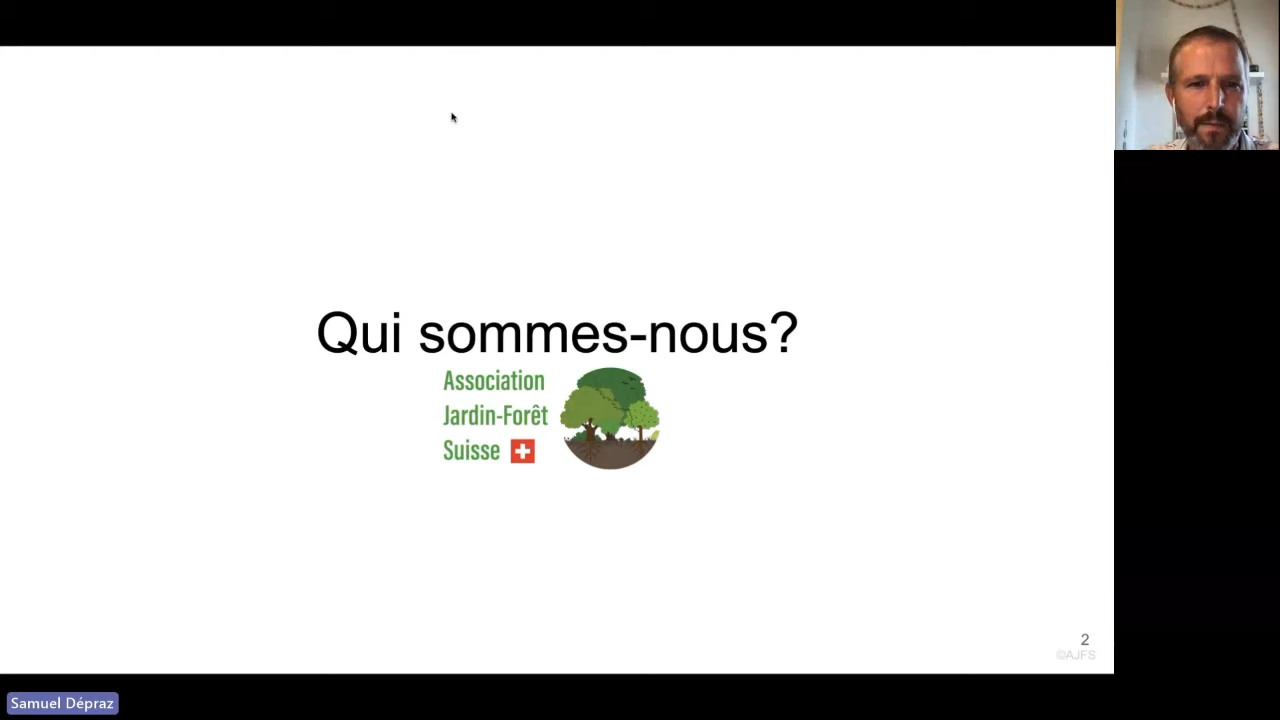 Qui sommes-nous?
Association
Jardin-Forêt
Suisse
2
©AJFS
Samuel Dépraz